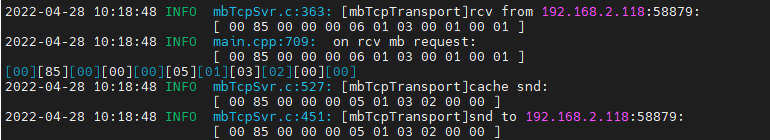 2022-04-28 10:18:48 INFO  mbTcpSvr.c:363: [mbTcpTransport]rcv from 192.168.2.118:58879:
[ 00 85 00 00 00 06 01 03 00 01 00 01 ]
2022-04-28 10:18:48 INFO  main.cpp:709:  on rcv mb request:
[ 00 85 00 00 00 06 01 03 00 01 00 01 ]
[00][85][00][00][00][05][01][03][02][00][00]
2022-04-28 10:18:48 INFO  mbTcpSvr.c:527: [mbTcpTransport]cache snd:
[ 00 85 00 00 00 05 01 03 02 00 00 ]
2022-04-28 10:18:48 INFO  mbTcpSvr.c:451: [mbTcpTransport]snd to 192.168.2.118:58879:
[ 00 85 00 00 00 05 01 03 02 00 00 ]